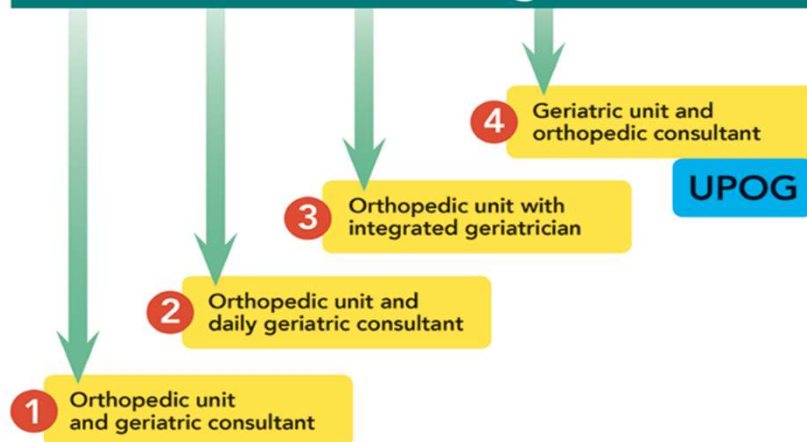 4
Geriatric unit and
orthopedic consultant
UPOG
3
Orthopedic unit with
integrated geriatrician
2
Orthopedic unit and
daily geriatric consultant
1
Orthopedic unit
and geriatric consultant